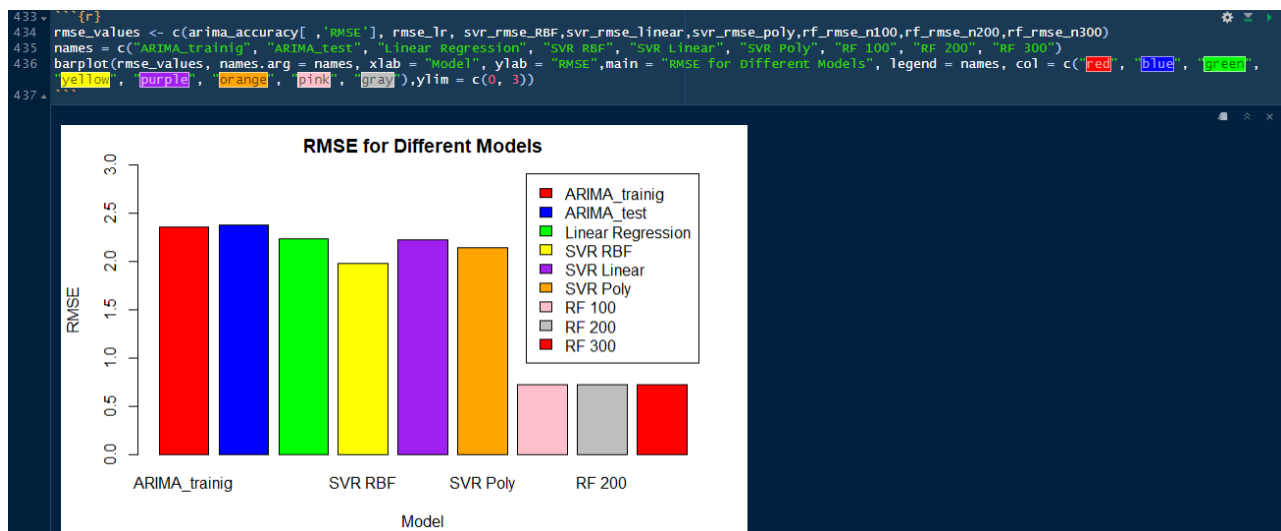 433 ```{r}
434 rmse_values <- c(arima_accuracy[ ,'RMSE'], rmse_lr, svr_rmse_RBF,svr_rmse_linear,svr_rmse_poly,rf_rmse_n100,rf_rmse_n200,rf_rmse_n300)
435 names = c("ARIMA_trainig", "ARIMA_test", "Linear Regression", "SVR RBF", "SVR Linear", "SVR Poly", "RF 100", "RF 200", "RF 300")
436 barplot(rmse_values, names.arg = names, xlab = "Model", ylab = "RMSE",main = "RMSE for Different Models", legend = names, col = c("red", "blue", "green",
"yellow", "purple", "orange", "pink", "gray"),ylim = c(0, 3))
437 ```
RMSE for Different Models
3.0
2.5
2.0
1.5
1.0
0.5
0.0
RMSE
ARIMA_trainig
ARIMA_test
Linear Regression
SVR RBF
SVR Linear
SVR Poly
RF 100
RF 200
RF 300
ARIMA_trainig SVR RBF SVR Poly RF 200
Model